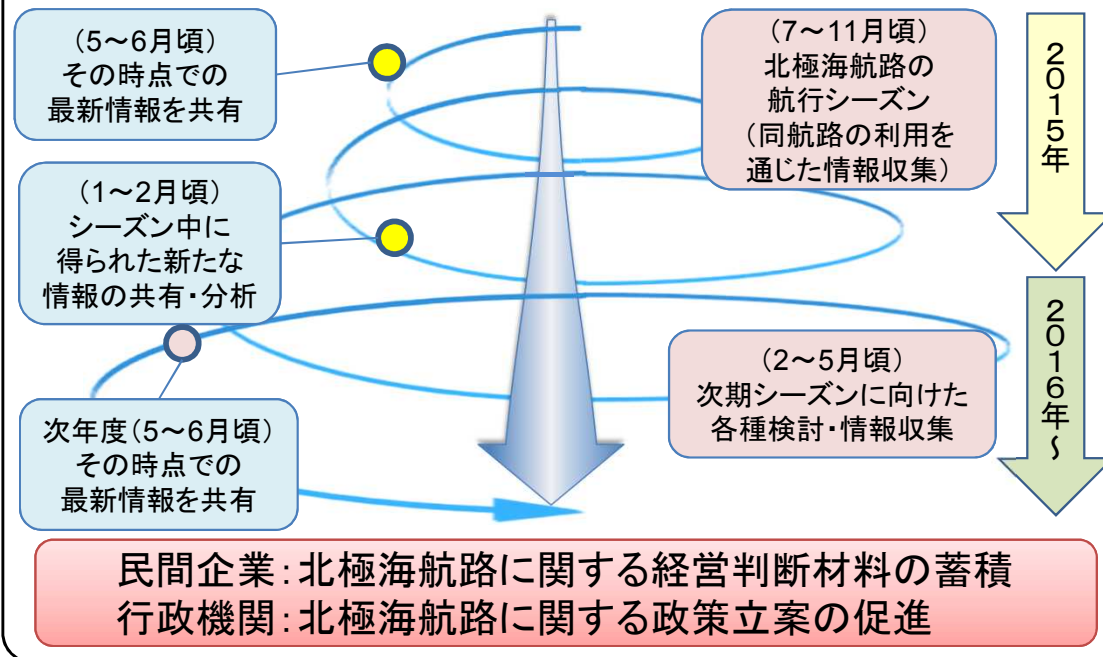 (5～6月頃)
その時点での
最新情報を共有
(7～11月頃)
北極海航路の
航行シーズン
(同航路の利用を
通じた情報収集)
2015年
(1～2月頃)
シーズン中に
得られた新たな
情報の共有・分析
(2～5月頃)
次期シーズンに向けた
各種検討・情報収集
2016年～
次年度(5～6月頃)
その時点での
最新情報を共有
民間企業:北極海航路に関する経営判断材料の蓄積
行政機関:北極海航路に関する政策立案の促進